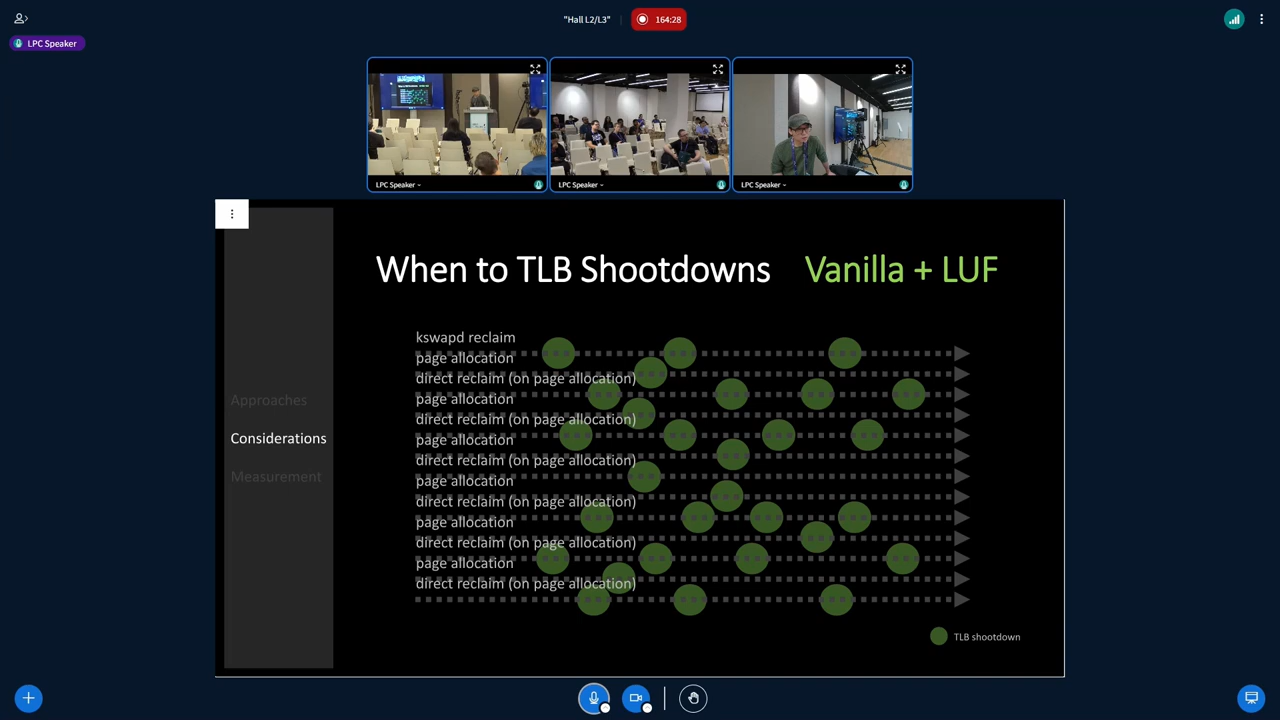 "Hall L2/L3"
164:28
LPC Speaker
LPC Speaker
LPC Speaker
LPC Speaker
When to TLB Shootdowns Vanilla + LUF
Approaches
Considerations
Measurement
kswapd reclaim
page allocation
direct reclaim (on page allocation)
page allocation
direct reclaim (on page allocation)
page allocation
direct reclaim (on page allocation)
page allocation
direct reclaim (on page allocation)
page allocation
direct reclaim (on page allocation)
page allocation
direct reclaim (on page allocation)
TLB shootdown